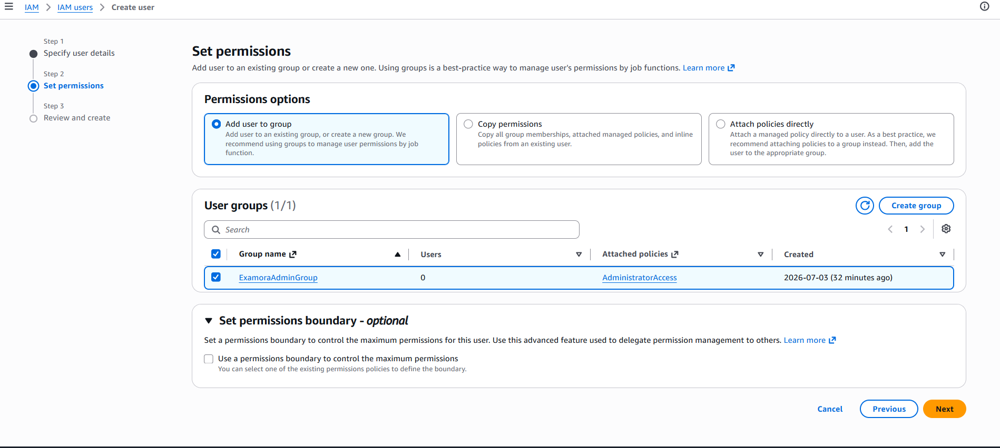 IAM > IAM users > Create user
Step 1
Specify user details
Step 2
Set permissions
Step 3
Review and create
Set permissions
Add user to an existing group or create a new one. Using groups is a best-practice way to manage user's permissions by job functions. Learn more
Permissions options
Add user to group
Add user to an existing group, or create a new group. We
recommend using groups to manage user permissions by job
function.
Copy permissions
Copy all group memberships, attached managed policies, and inline
policies from an existing user.
Attach policies directly
Attach a managed policy directly to a user. As a best practice, we
recommend attaching policies to a group instead. Then, add the
user to the appropriate group.
User groups (1/1)
Create group
Search
1
Group name Users Attached policies Created
ExamoraAdminGroup 0 AdministratorAccess 2026-07-03 (32 minutes ago)
Set permissions boundary - optional
Set a permissions boundary to control the maximum permissions for this user. Use this advanced feature used to delegate permission management to others. Learn more
Use a permissions boundary to control the maximum permissions
You can select one of the existing permissions policies to define the boundary.
Cancel Previous Next